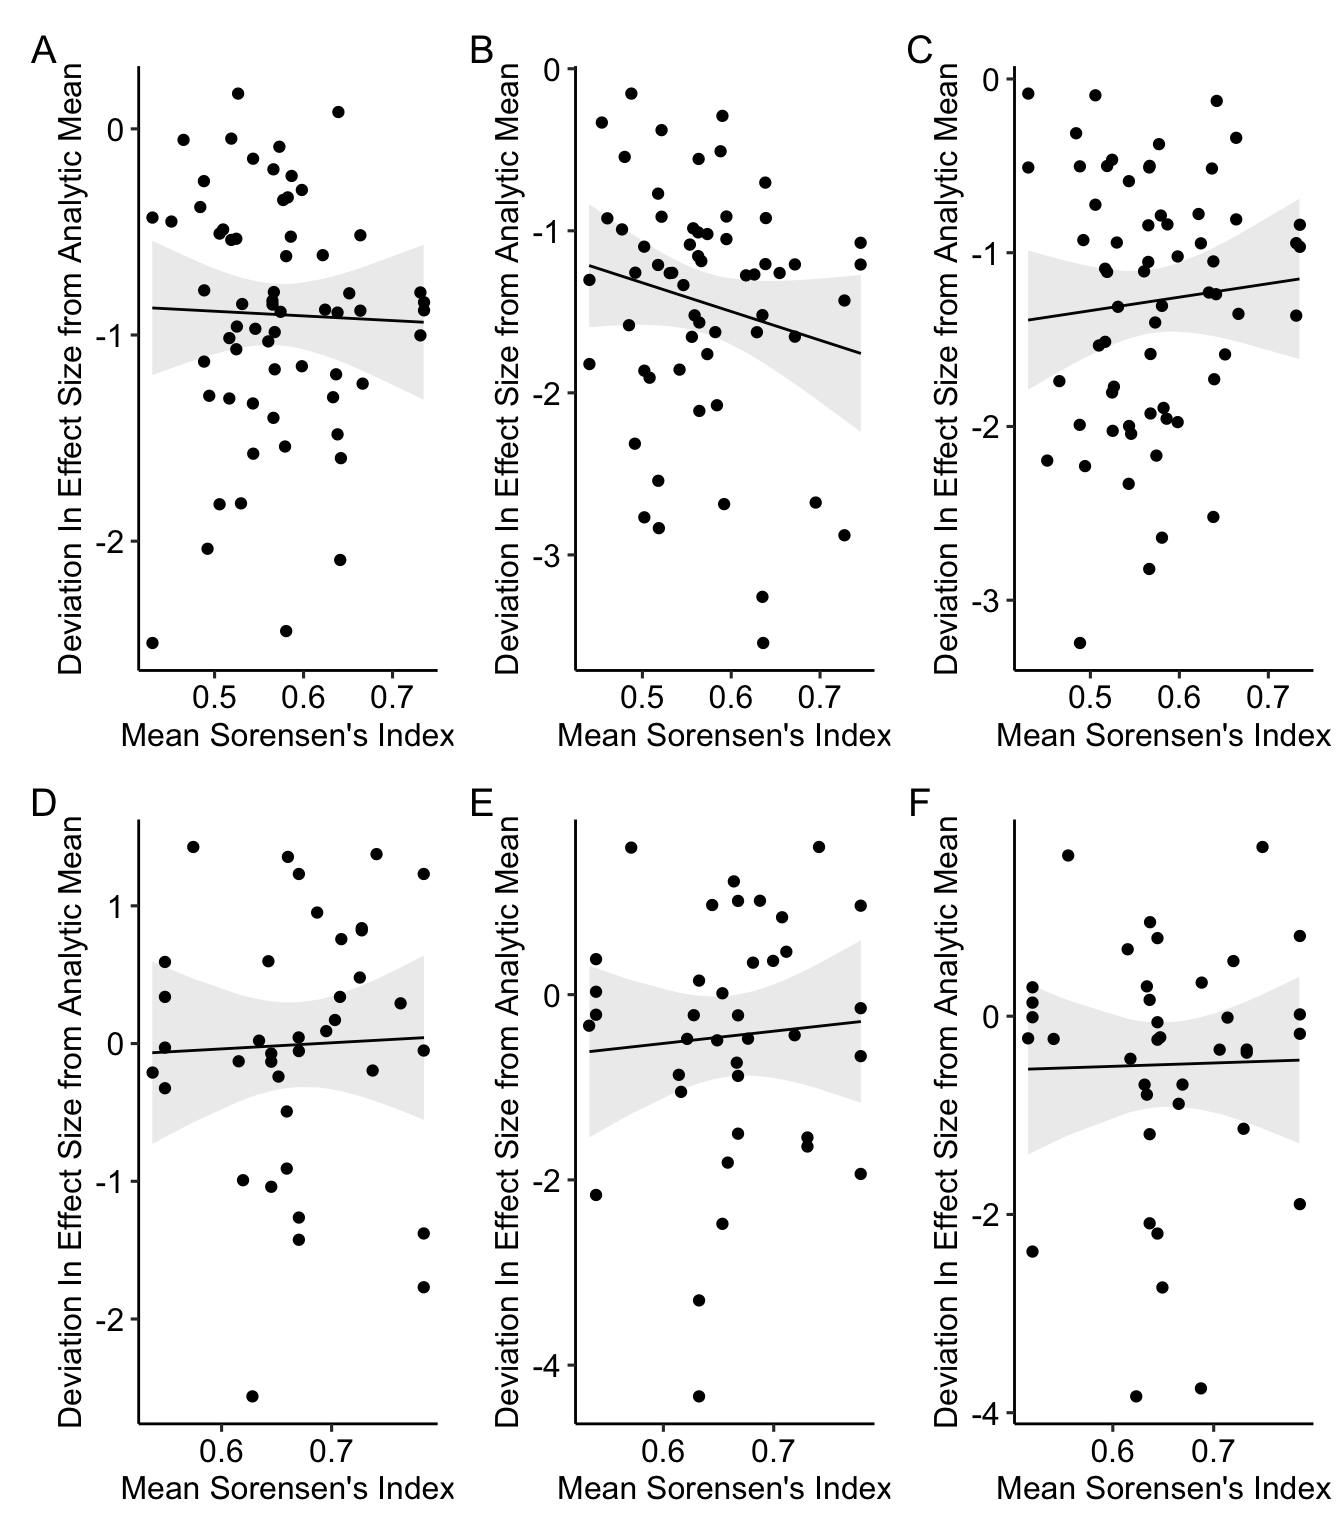 A
Deviation In Effect Size from Analytic Mean
0
-1
-2
0.5 0.6 0.7
Mean Sorensen's Index
B
Deviation In Effect Size from Analytic Mean
0
-1
-2
-3
0.5 0.6 0.7
Mean Sorensen's Index
C
Deviation In Effect Size from Analytic Mean
0
-1
-2
-3
0.5 0.6 0.7
Mean Sorensen's Index
D
Deviation In Effect Size from Analytic Mean
1
0
-1
-2
0.6 0.7
Mean Sorensen's Index
E
Deviation In Effect Size from Analytic Mean
0
-2
-4
0.6 0.7
Mean Sorensen's Index
F
Deviation In Effect Size from Analytic Mean
0
-2
-4
0.6 0.7
Mean Sorensen's Index